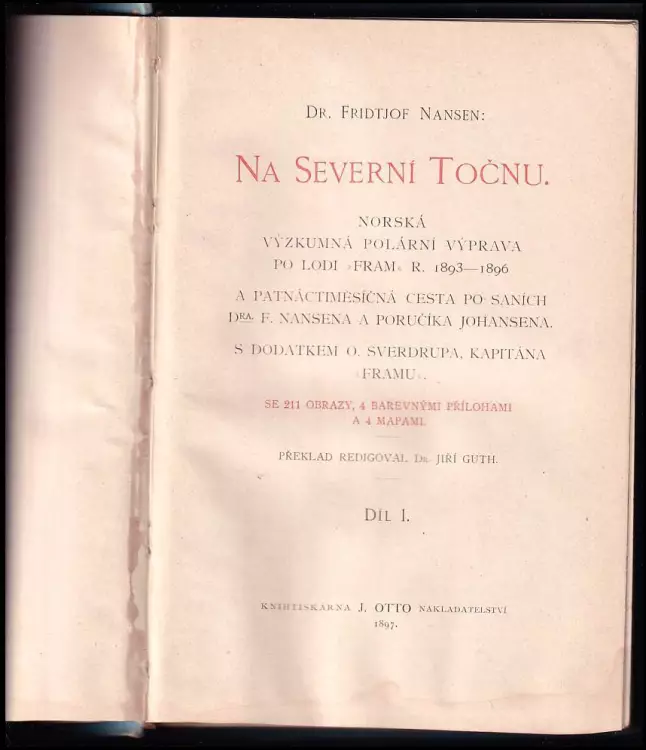 DR. FRIDTJOF NANSEN:
NA SEVERNÍ TOČNU.
NORSKÁ
VÝZKUMNÁ POLÁRNÍ VÝPRAVA
PO LODI »FRAM« R. 1893—1896
A PATNÁCTIMĚSÍČNÁ CESTA PO SANÍCH
DRA. F. NANSENA A PORUČÍKA JOHANSENA.
S DODATKEM O. SVERDRUPA, KAPITÁNA
»FRAMU«.
SE 211 OBRAZY, 4 BAREVNÝMI PŘÍLOHAMI
A 4 MAPAMI.
PŘEKLAD REDIGOVAL DR. JIŘÍ GUTH.
DÍL I.
KNIHTISKARNA J. OTTO NAKLADATELSTVÍ
1897.